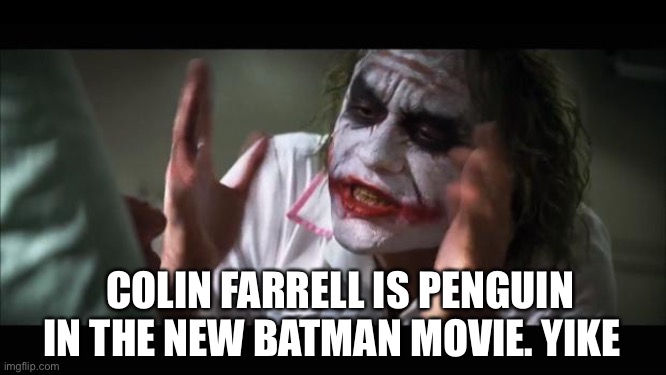 COLIN FARRELL IS PENGUIN
IN THE NEW BATMAN MOVIE. YIKE
imgflip.com